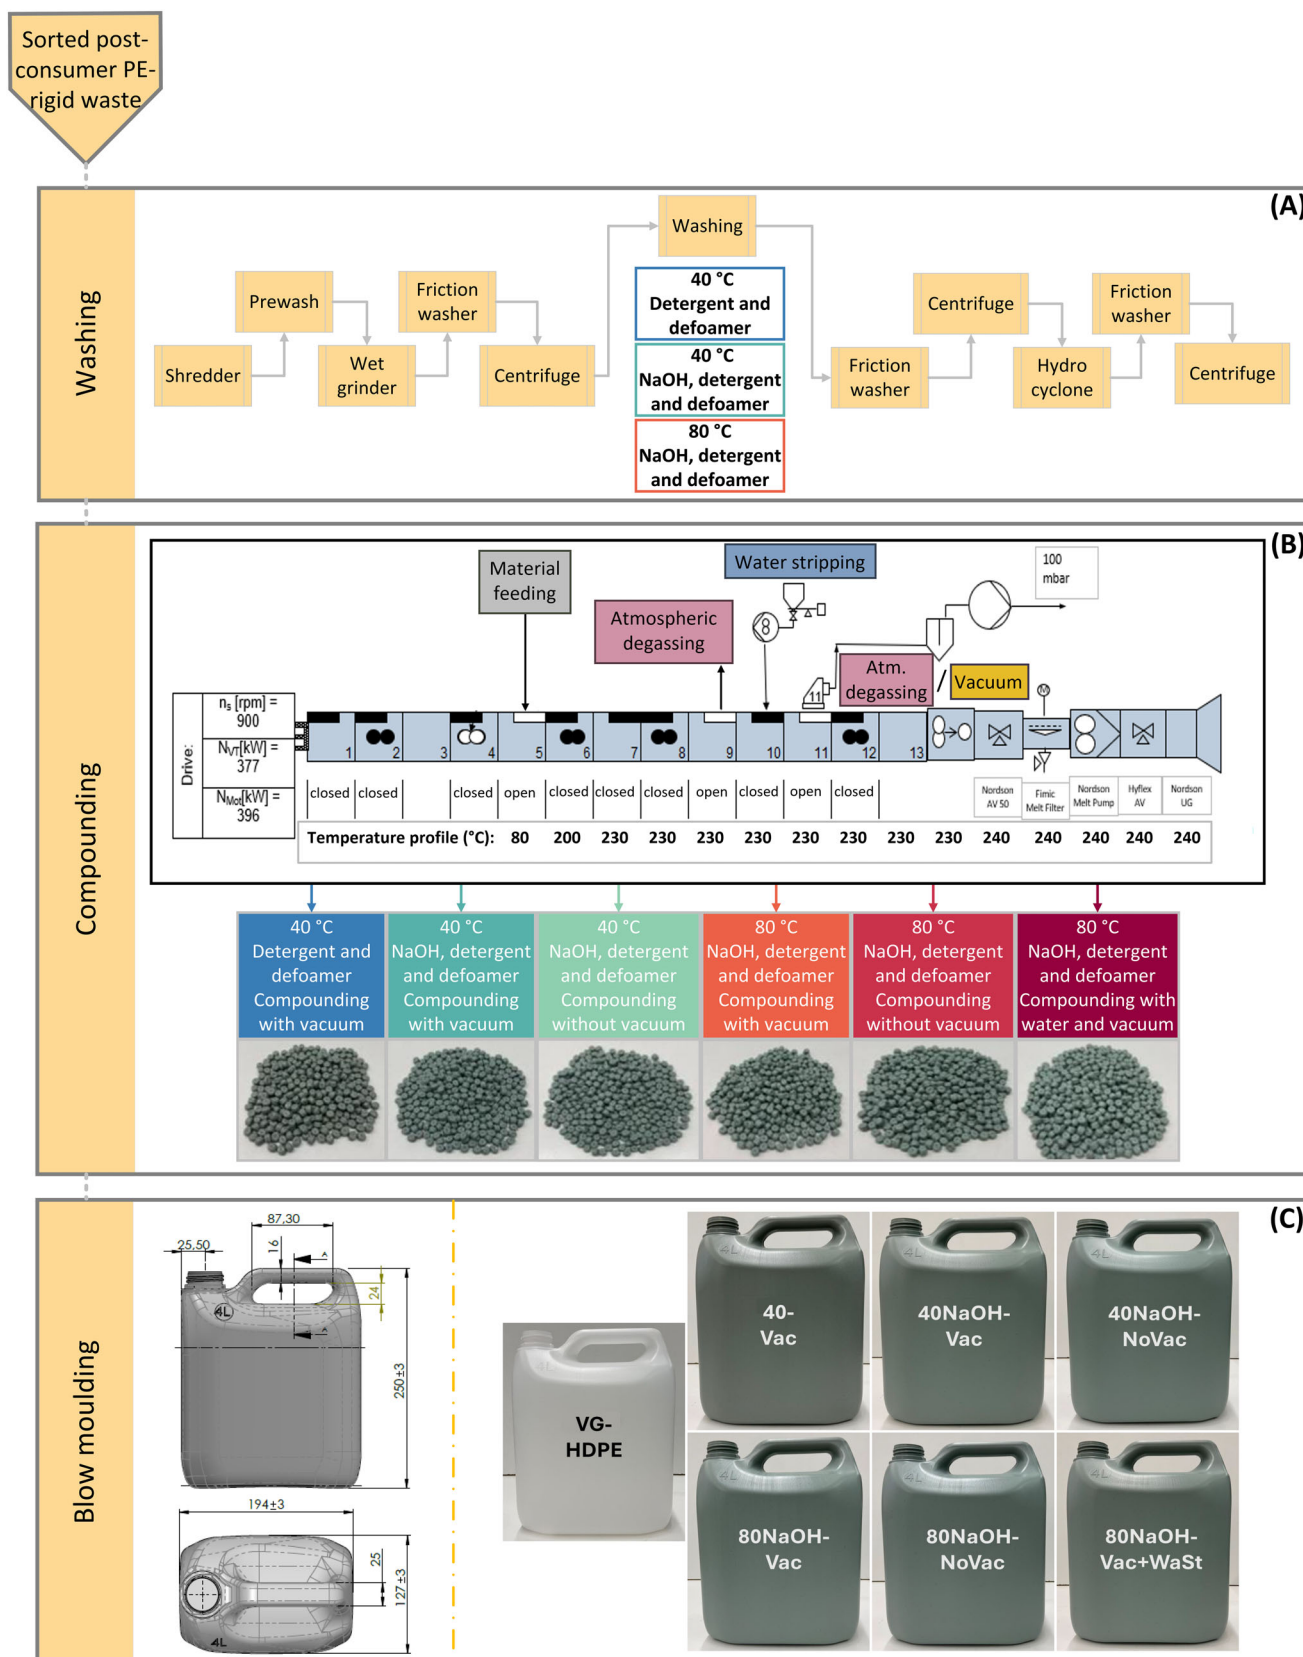 Sorted post-
consumer PE-
rigid waste
(A)
Washing
Shredder
Prewash
Wet
grinder
Friction
washer
Centrifuge
Washing
40 °C
Detergent and
defoamer
40 °C
NaOH, detergent
and defoamer
80 °C
NaOH, detergent
and defoamer
Friction
washer
Centrifuge
Hydro
cyclone
Friction
washer
Centrifuge
(B)
Compounding
Material
feeding
Atmospheric
degassing
Water stripping
8
11
Atm.
degassing
/
Vacuum
100
mbar
M
Drive:
ns [rpm] =
900
NVT[kW] =
377
NMot[kW] =
396
1 2 3 4 5 6 7 8 9 10 11 12 13
closed closed closed open closed closed closed open closed open closed
Nordson
AV 50
Fimic
Melt Filter
Nordson
Melt Pump
Hyflex
AV
Nordson
UG
Temperature profile (°C): 80 200 230 230 230 230 230 230 230 230 240 240 240 240 240
40 °C
Detergent and
defoamer
Compounding
with vacuum
40 °C
NaOH, detergent
and defoamer
Compounding
with vacuum
40 °C
NaOH, detergent
and defoamer
Compounding
without vacuum
80 °C
NaOH, detergent
and defoamer
Compounding
with vacuum
80 °C
NaOH, detergent
and defoamer
Compounding
without vacuum
80 °C
NaOH, detergent
and defoamer
Compounding with
water and vacuum
(C)
Blow moulding
87,30
25,50
16
A
24
4L
A
250±3
194±3
25
127±3
4L
4L
VG-
HDPE
4L
40-
Vac
4L
40NaOH-
Vac
4L
40NaOH-
NoVac
4L
80NaOH-
Vac
4L
80NaOH-
NoVac
4L
80NaOH-
Vac+WaSt